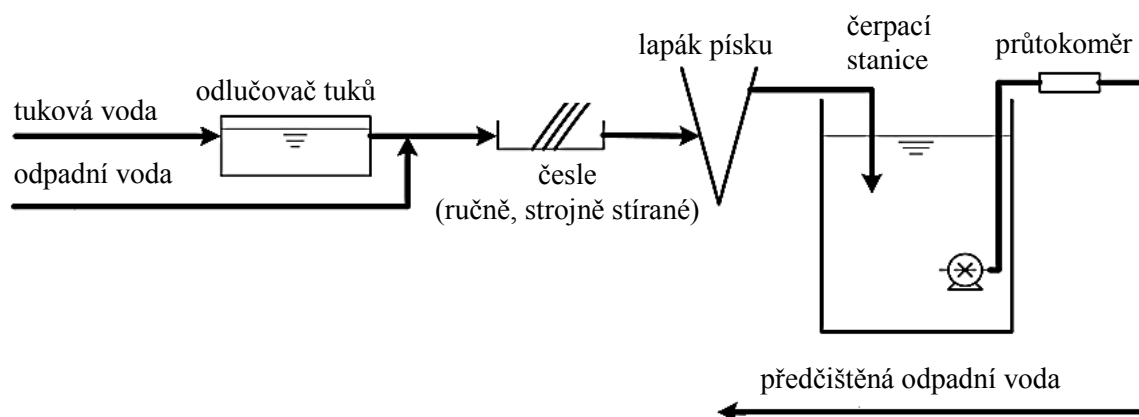 tuková voda
odlučovač tuků
odpadní voda
česle
(ručně, strojně stírané)
lapák písku
čerpací
stanice
průtokoměr
předčištěná odpadní voda